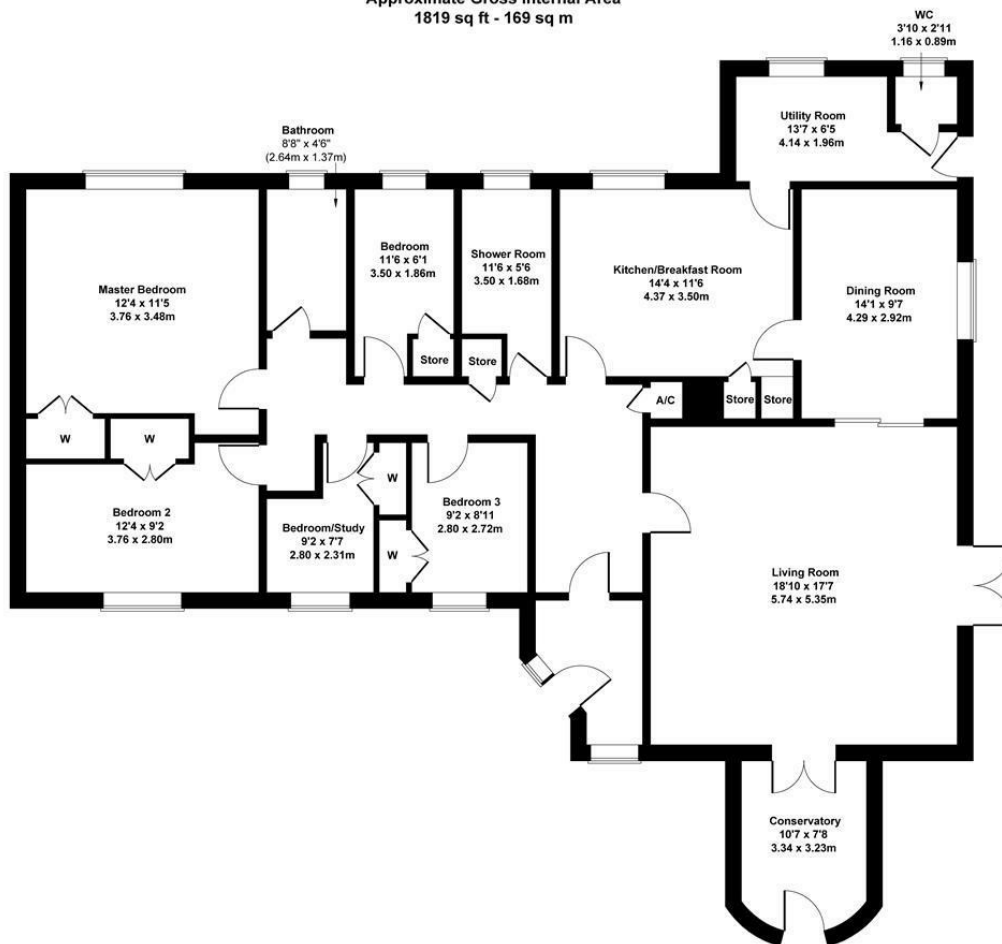 Approximate Gross Internal Area
1819 sq ft - 169 sq m
WC
3'10 x 2'11
1.16 x 0.89m
Utility Room
13'7 x 6'5
4.14 x 1.96m
Bathroom
8'8" x 4'6"
(2.64m x 1.37m)
Master Bedroom
12'4 x 11'5
3.76 x 3.48m
Bedroom
11'6 x 6'1
3.50 x 1.86m
Shower Room
11'6 x 5'6
3.50 x 1.68m
Kitchen/Breakfast Room
14'4 x 11'6
4.37 x 3.50m
Dining Room
14'1 x 9'7
4.29 x 2.92m
Store
Store
A/C
Store
Store
W
W
W
W
Bedroom 2
12'4 x 9'2
3.76 x 2.80m
Bedroom/Study
9'2 x 7'7
2.80 x 2.31m
Bedroom 3
9'2 x 8'11
2.80 x 2.72m
Living Room
18'10 x 17'7
5.74 x 5.35m
Conservatory
10'7 x 7'8
3.34 x 3.23m